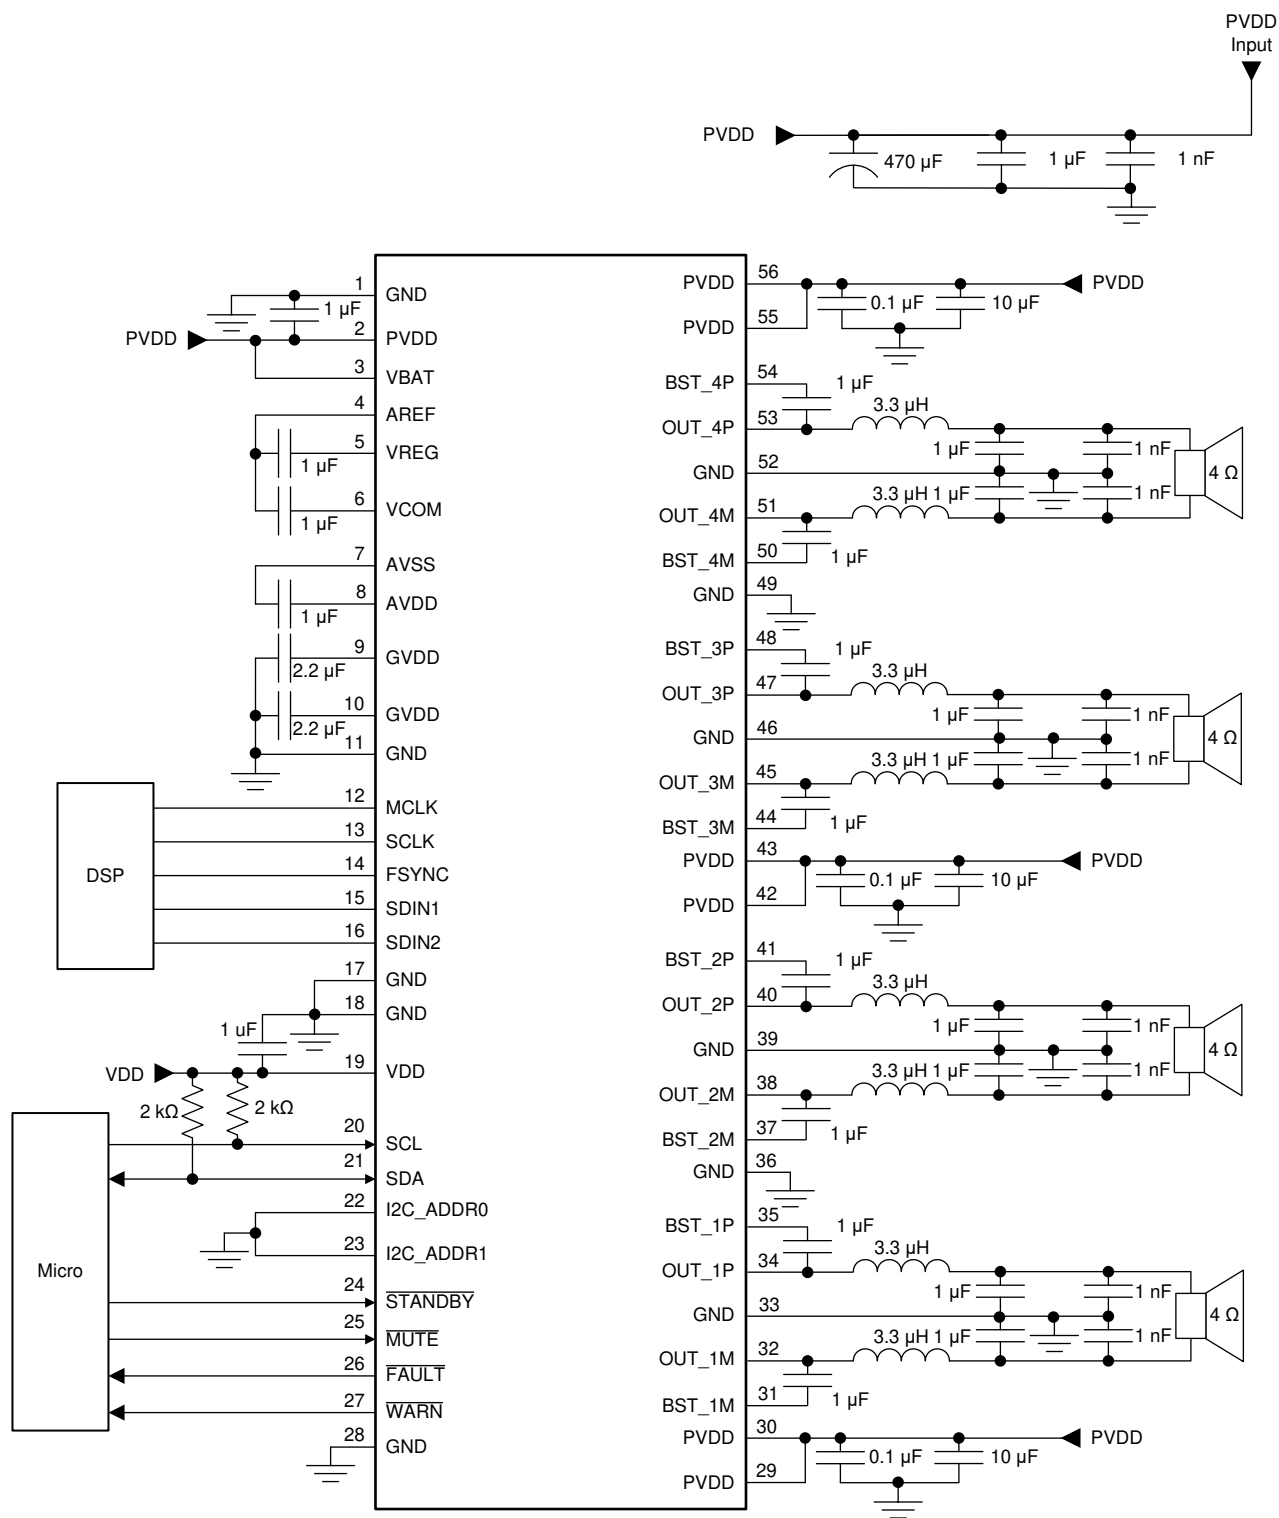 PVDD
Input
PVDD
470 µF
1 µF
1 nF
1
GND
1 µF
PVDD
2
PVDD
3
VBAT
4
AREF
5
VREG
1 µF
6
VCOM
1 µF
7
AVSS
8
AVDD
1 µF
9
GVDD
2.2 µF
10
GVDD
2.2 µF
11
GND
DSP
12
MCLK
13
SCLK
14
FSYNC
15
SDIN1
16
SDIN2
17
GND
18
GND
1 uF
VDD
19
VDD
2 kΩ
2 kΩ
Micro
20
SCL
21
SDA
22
I2C_ADDR0
23
I2C_ADDR1
24
STANDBY
25
MUTE
26
FAULT
27
WARN
28
GND
PVDD
56
PVDD
0.1 µF
10 µF
PVDD
55
BST_4P
54
1 µF
OUT_4P
53
3.3 µH
1 µF
1 nF
GND
52
4 Ω
3.3 µH
1 µF
1 nF
OUT_4M
51
BST_4M
50
1 µF
GND
49
BST_3P
48
1 µF
OUT_3P
47
3.3 µH
1 µF
1 nF
GND
46
4 Ω
3.3 µH
1 µF
1 nF
OUT_3M
45
BST_3M
44
1 µF
PVDD
43
PVDD
0.1 µF
10 µF
PVDD
42
BST_2P
41
1 µF
OUT_2P
40
3.3 µH
1 µF
1 nF
GND
39
4 Ω
3.3 µH
1 µF
1 nF
OUT_2M
38
BST_2M
37
1 µF
GND
36
BST_1P
35
1 µF
OUT_1P
34
3.3 µH
1 µF
1 nF
GND
33
4 Ω
3.3 µH
1 µF
1 nF
OUT_1M
32
BST_1M
31
1 µF
PVDD
30
PVDD
0.1 µF
10 µF
PVDD
29